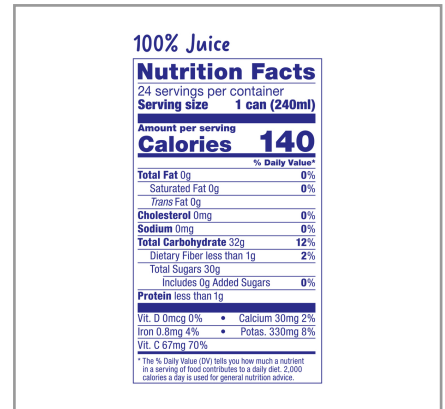 100% Juice
Nutrition Facts
24 servings per container
Serving size 1 can (240ml)
Amount per serving
Calories 140
% Daily Value*
Total Fat 0g 0%
Saturated Fat 0g 0%
Trans Fat 0g
Cholesterol 0mg 0%
Sodium 0mg 0%
Total Carbohydrate 32g 12%
Dietary Fiber less than 1g 2%
Total Sugars 30g
Includes 0g Added Sugars 0%
Protein less than 1g
Vit. D 0mcg 0% • Calcium 30mg 2%
Iron 0.8mg 4% • Potas. 330mg 8%
Vit. C 67mg 70%
* The % Daily Value (DV) tells you how much a nutrient
in a serving of food contributes to a daily diet. 2,000
calories a day is used for general nutrition advice.